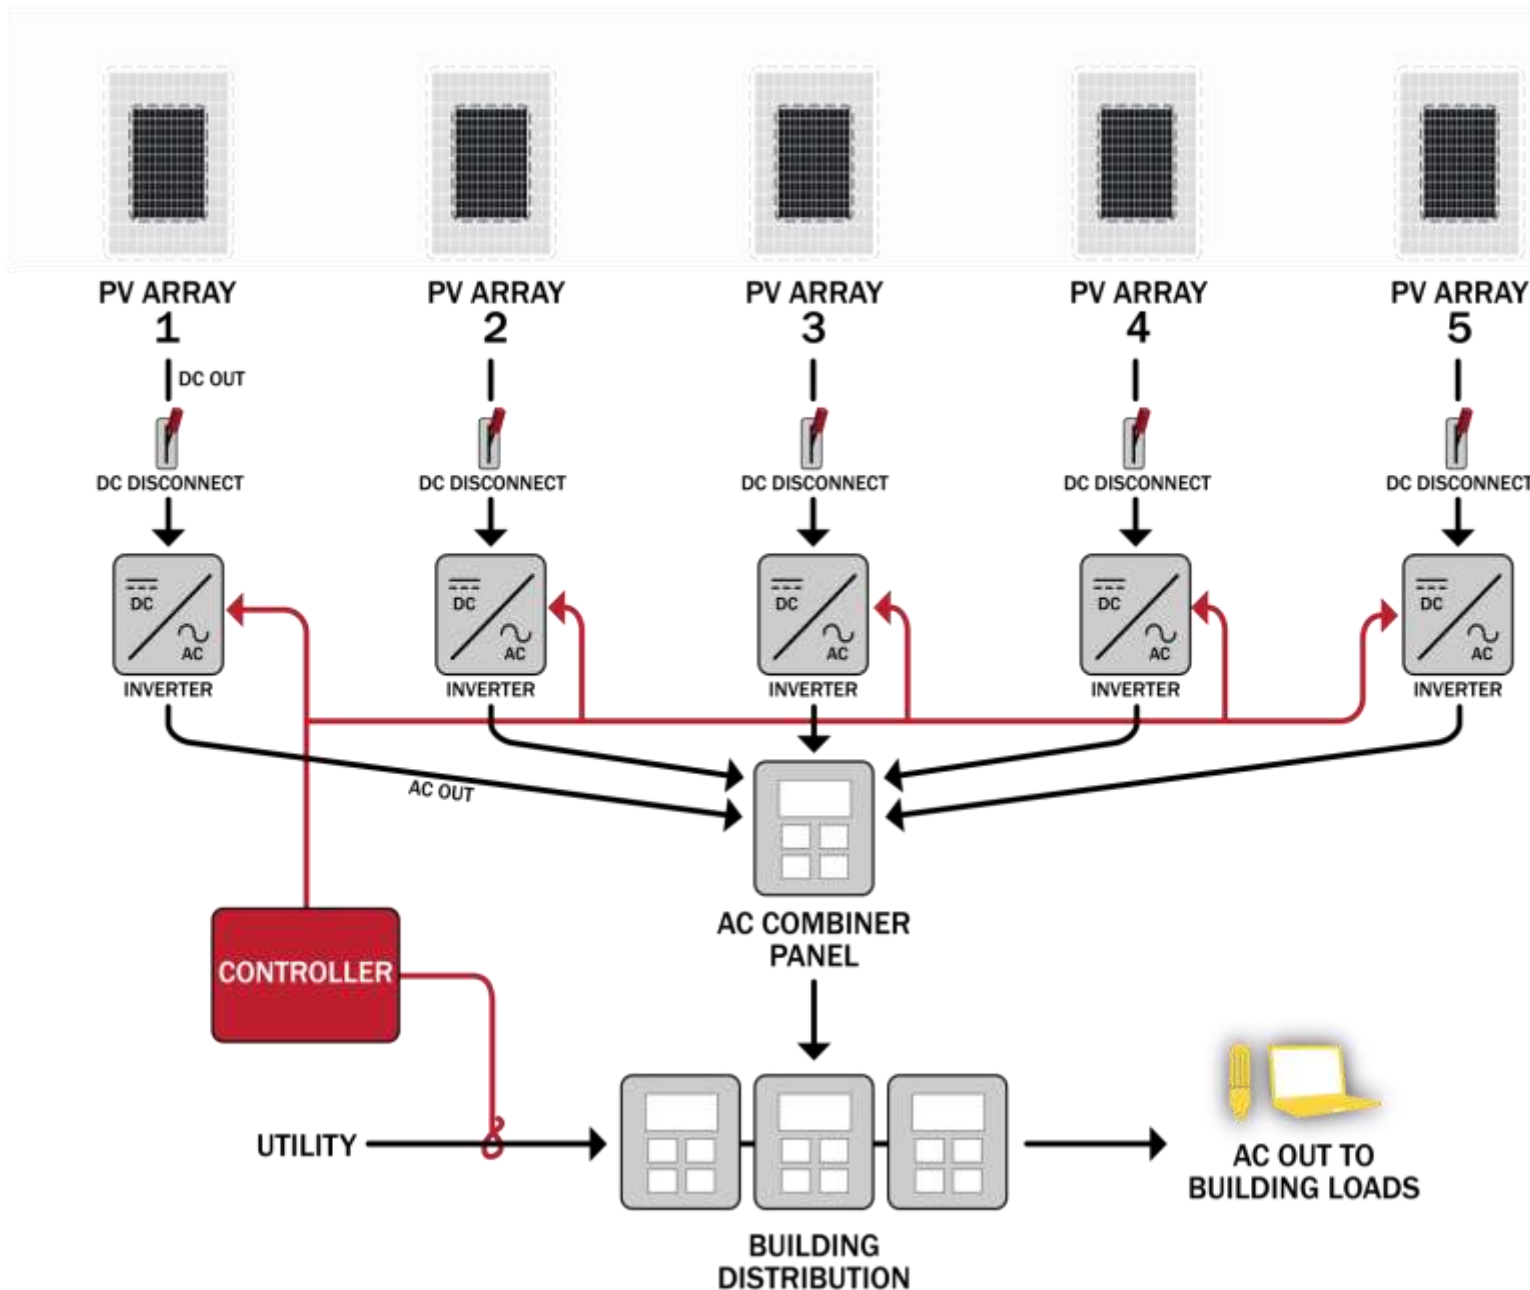 PV ARRAY
1
PV ARRAY
2
PV ARRAY
3
PV ARRAY
4
PV ARRAY
5
DC OUT
DC DISCONNECT
DC DISCONNECT
DC DISCONNECT
DC DISCONNECT
DC DISCONNECT
DC
AC
DC
AC
DC
AC
DC
AC
DC
AC
INVERTER
INVERTER
INVERTER
INVERTER
INVERTER
AC OUT
AC COMBINER
PANEL
CONTROLLER
UTILITY
AC OUT TO
BUILDING LOADS
BUILDING
DISTRIBUTION